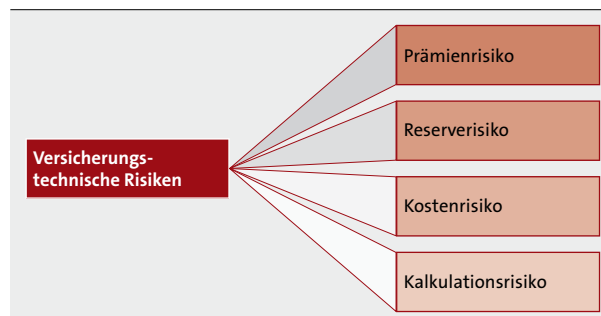 Prämienrisiko
Reserverisiko
Versicherungs-
technische Risiken
Kostenrisiko
Kalkulationsrisiko